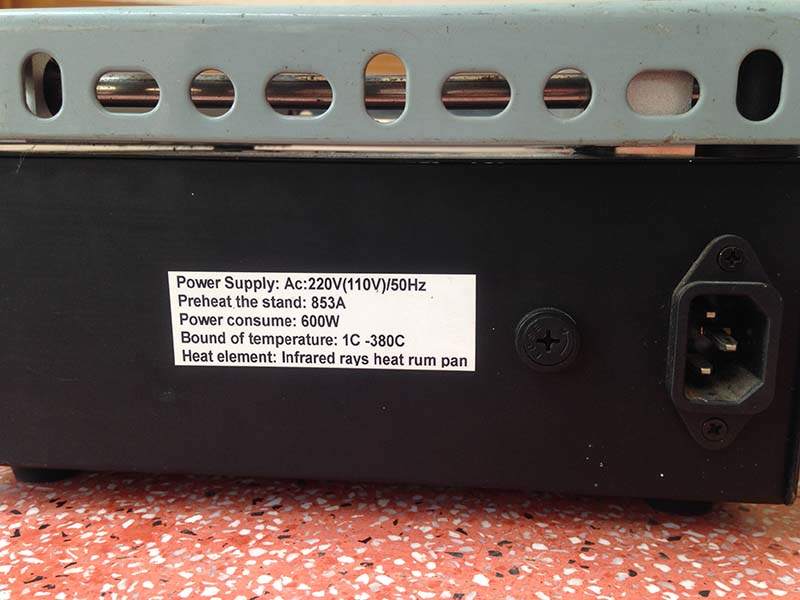 Power Supply: Ac:220V(110V)/50Hz
Preheat the stand: 853A
Power consume: 600W
Bound of temperature: 1C -380C
Heat element: Infrared rays heat rum pan